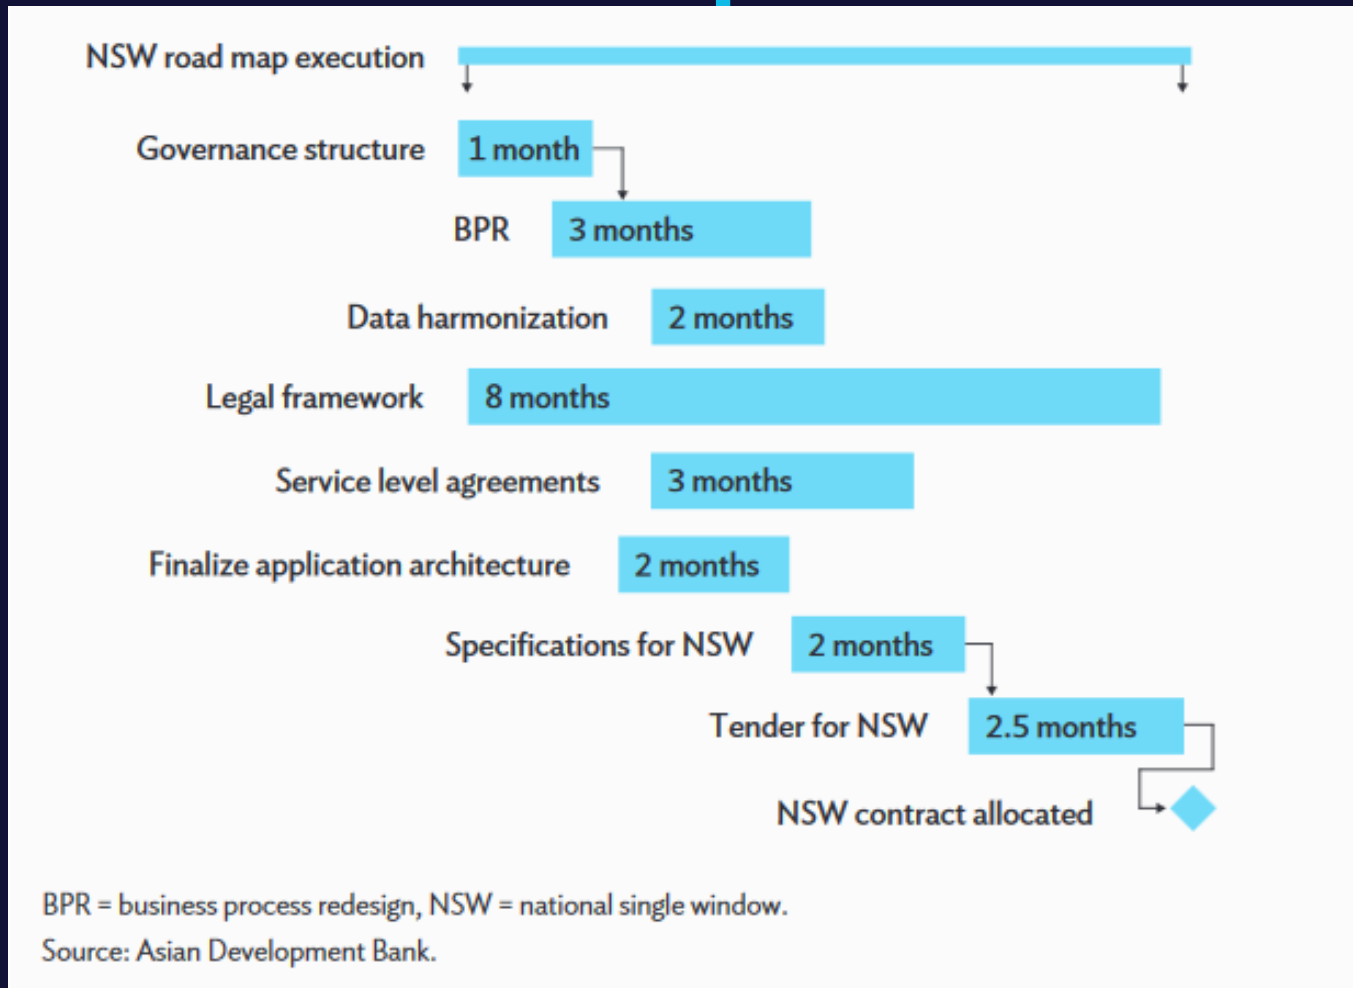 NSW road map execution
Governance structure 1 month
BPR 3 months
Data harmonization 2 months
Legal framework 8 months
Service level agreements 3 months
Finalize application architecture 2 months
Specifications for NSW 2 months
Tender for NSW 2.5 months
NSW contract allocated
BPR = business process redesign, NSW = national single window.
Source: Asian Development Bank.